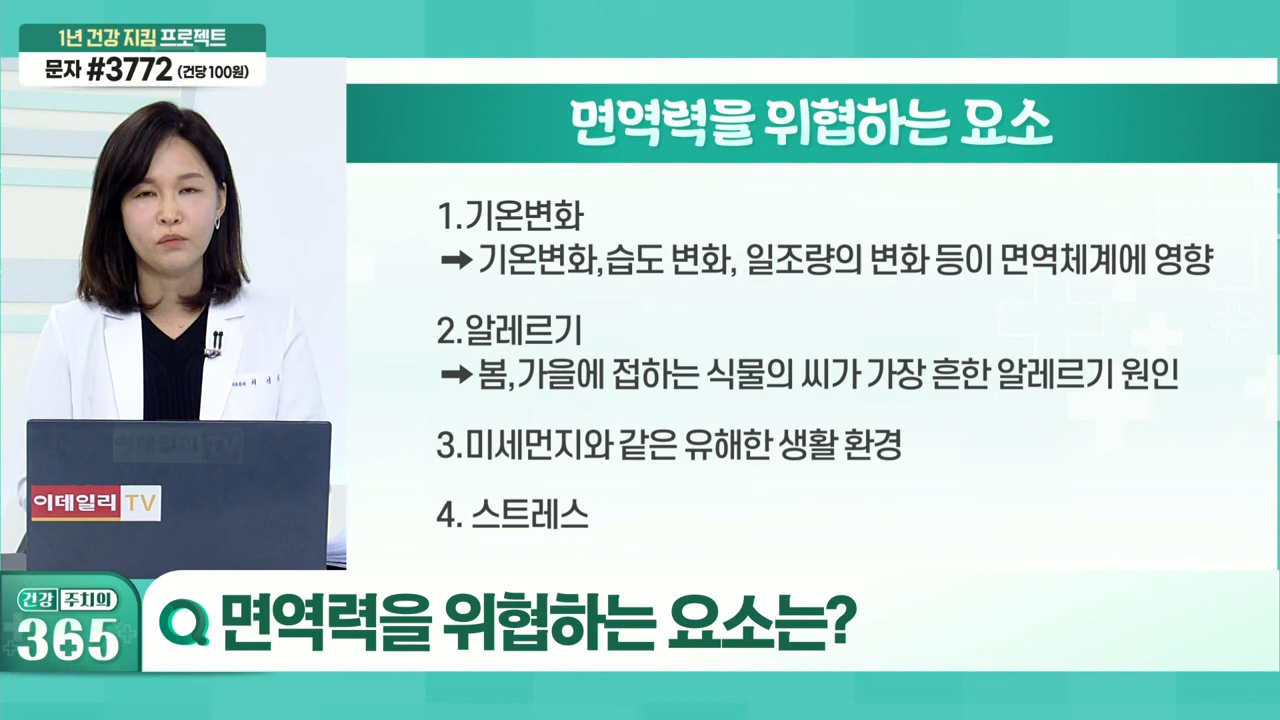 1년 건강 지킴 프로젝트
문자 #3772 (건당 100원)
면역력을 위협하는 요소
1.기온변화
➡ 기온변화,습도 변화, 일조량의 변화 등이 면역체계에 영향
2.알레르기
➡ 봄,가을에 접하는 식물의 씨가 가장 흔한 알레르기 원인
3.미세먼지와 같은 유해한 생활 환경
4. 스트레스
이데일리 TV
이데일리 TV
건강 주치의
365
Q 면역력을 위협하는 요소는?